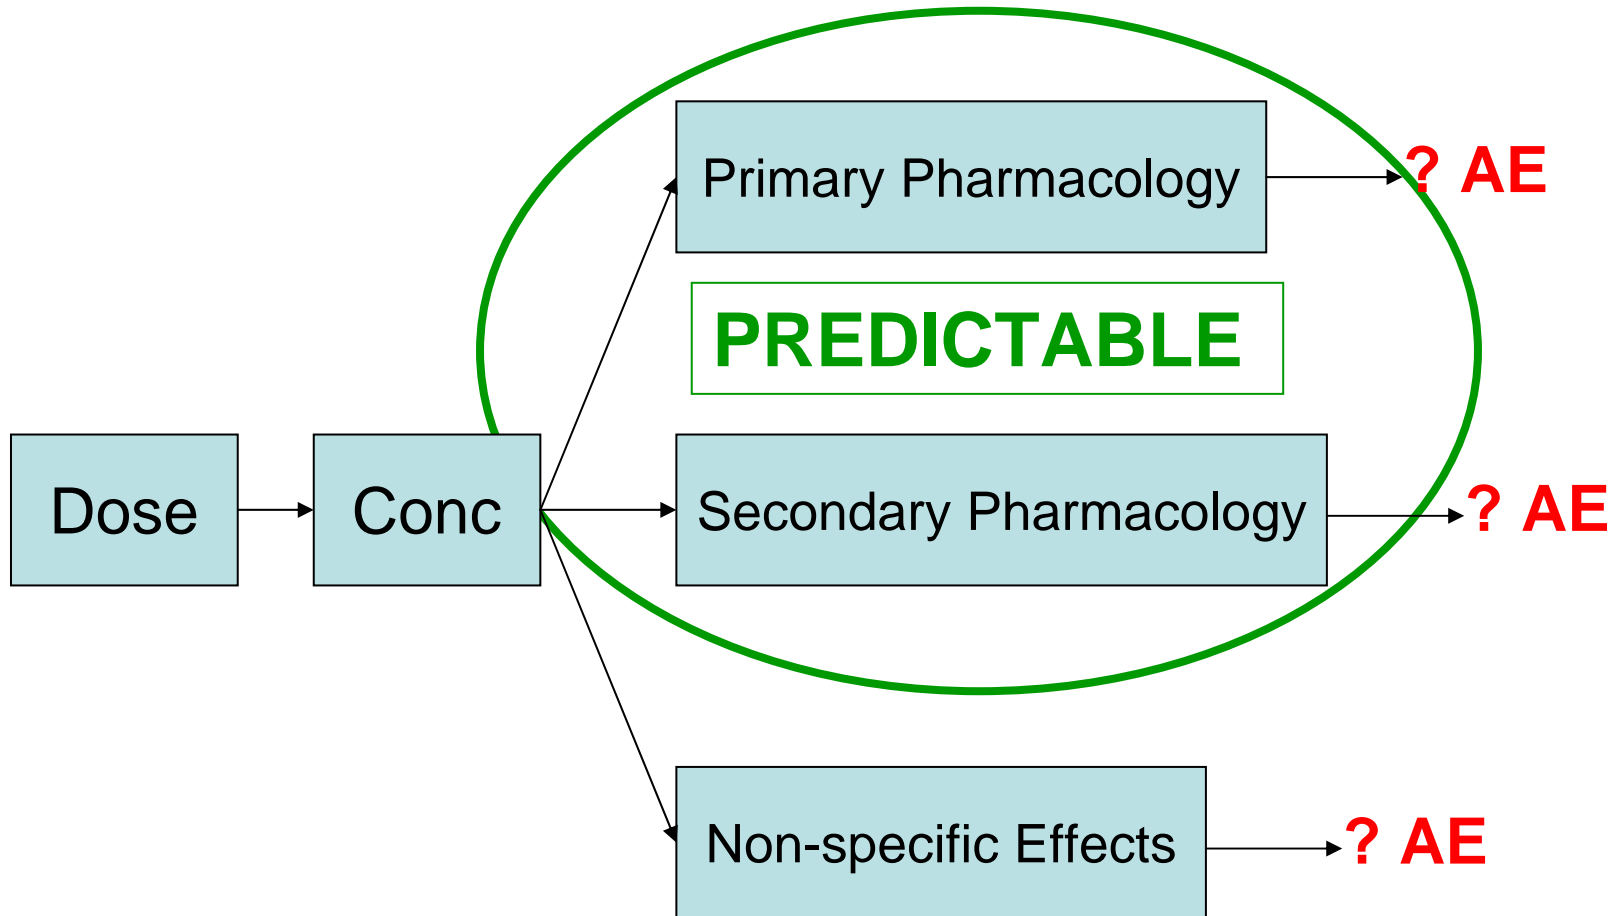 Primary Pharmacology
? AE
PREDICTABLE
Dose
Conc
Secondary Pharmacology
? AE
Non-specific Effects
? AE